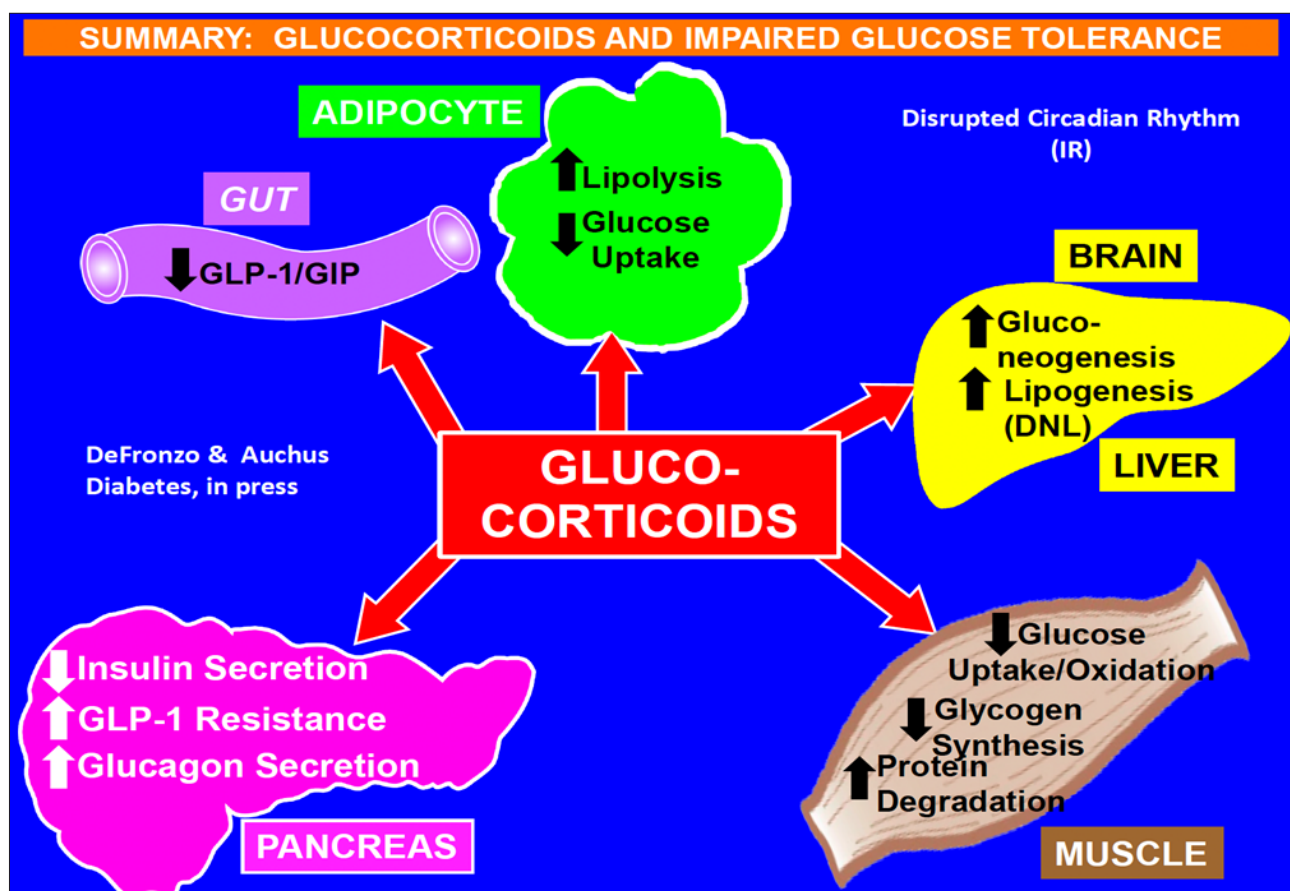 SUMMARY: GLUCOCORTICOIDS AND IMPAIRED GLUCOSE TOLERANCE
ADIPOCYTE
Lipolysis
Glucose
Uptake
Disrupted Circadian Rhythm
(IR)
GUT
GLP-1/GIP
BRAIN
Gluco-
neogenesis
Lipogenesis
(DNL)
LIVER
DeFronzo & Auchus
Diabetes, in press
GLUCO-
CORTICOIDS
Insulin Secretion
GLP-1 Resistance
Glucagon Secretion
PANCREAS
Glucose
Uptake/Oxidation
Glycogen
Synthesis
Protein
Degradation
MUSCLE